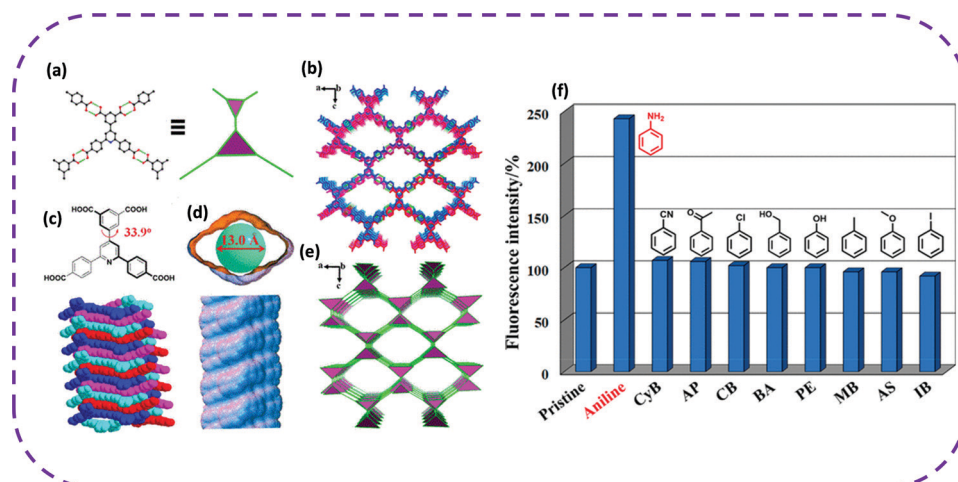 (a)
≡
(b)
a b
c
(c)
HOOC COOH
33.9°
HOOC N COOH
(d)
13.0 Å
(e)
a b
c
(f)
Fluorescence intensity/%
250
200
150
100
50
0
NH₂
CN
O
Cl
HO
OH
O
I
Pristine
Aniline
CyB
AP
CB
BA
PE
MB
AS
IB